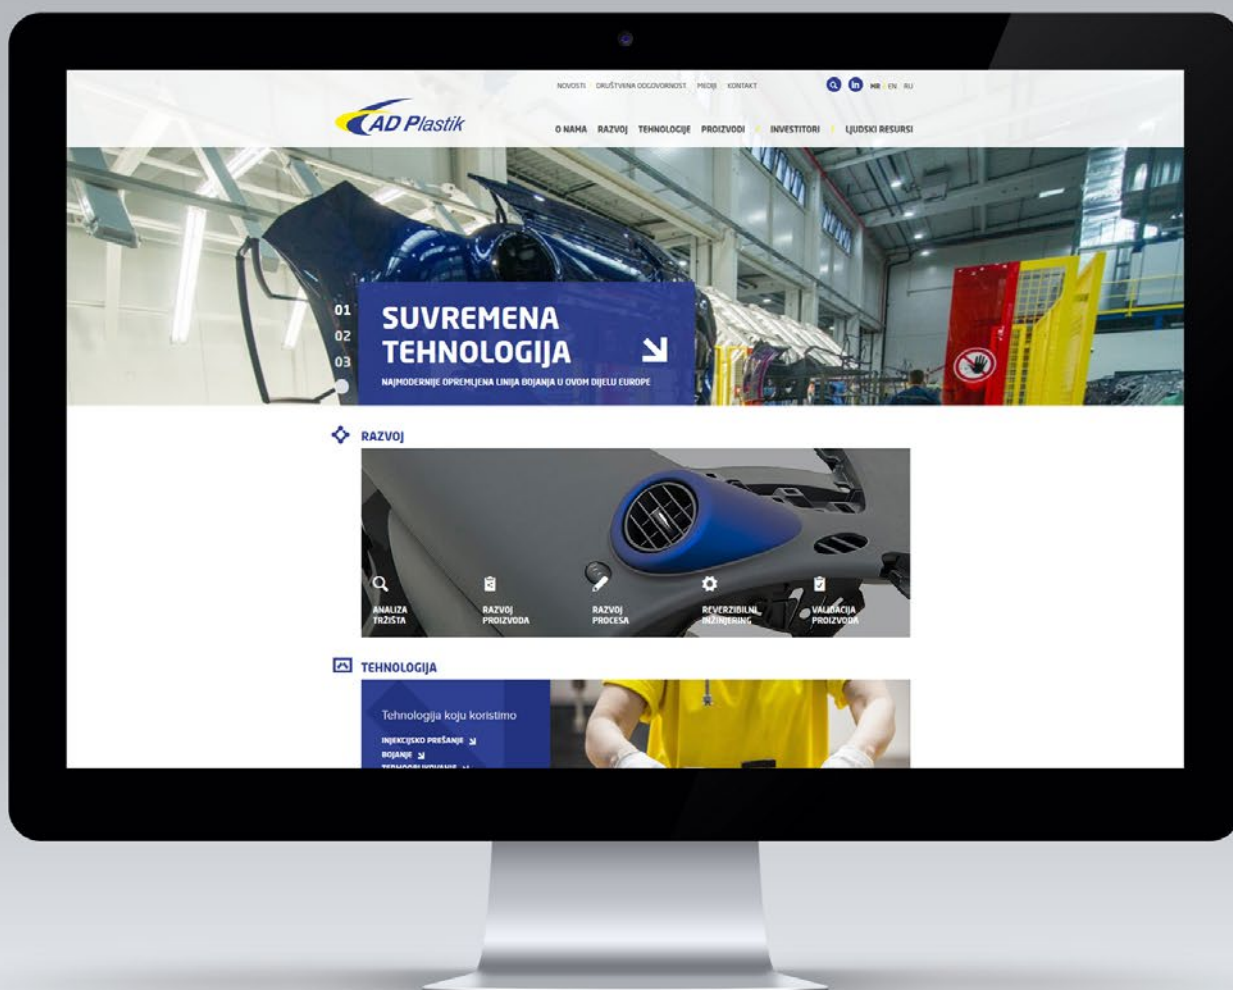 NOVOSTI DRUŠTVENA ODGOVORNOST MEDIJI KONTAKT
in HR EN RU
AD Plastik
O NAMA RAZVOJ TEHNOLOGIJE PROIZVODI / INVESTITORI / LJUDSKI RESURSI
01
02
03
SUVREMENA
TEHNOLOGIJA
NAJMODERNIJE OPREMLJENA LINIJA BOJANJA U OVOM DIJELU EUROPE
RAZVOJ
ANALIZA
TRŽIŠTA
RAZVOJ
PROIZVODA
RAZVOJ
PROCESA
REVERZIBILNI
INŽINJERING
VALIDACIJA
PROIZVODA
TEHNOLOGIJA
Tehnologija koju koristimo
INJEKCIJSKO PREŠANJE
BOJANJE
TERMOOBLIKOVANJE